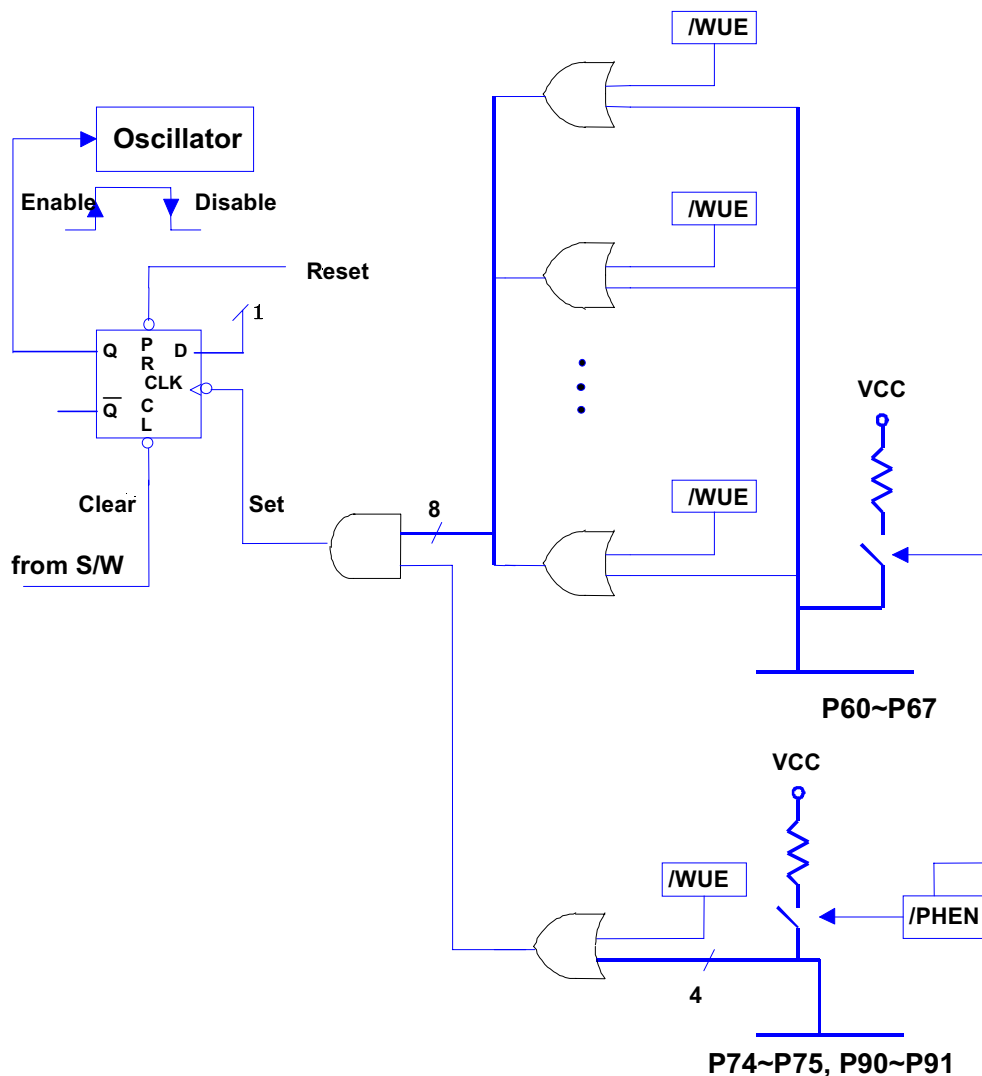 /WUE
Oscillator
Enable
Disable
/WUE
Reset
1
Q
P
R
D
CLK
Q
C
L
VCC
Clear
Set
8
/WUE
from S/W
P60~P67
VCC
/WUE
/PHEN
4
P74~P75, P90~P91